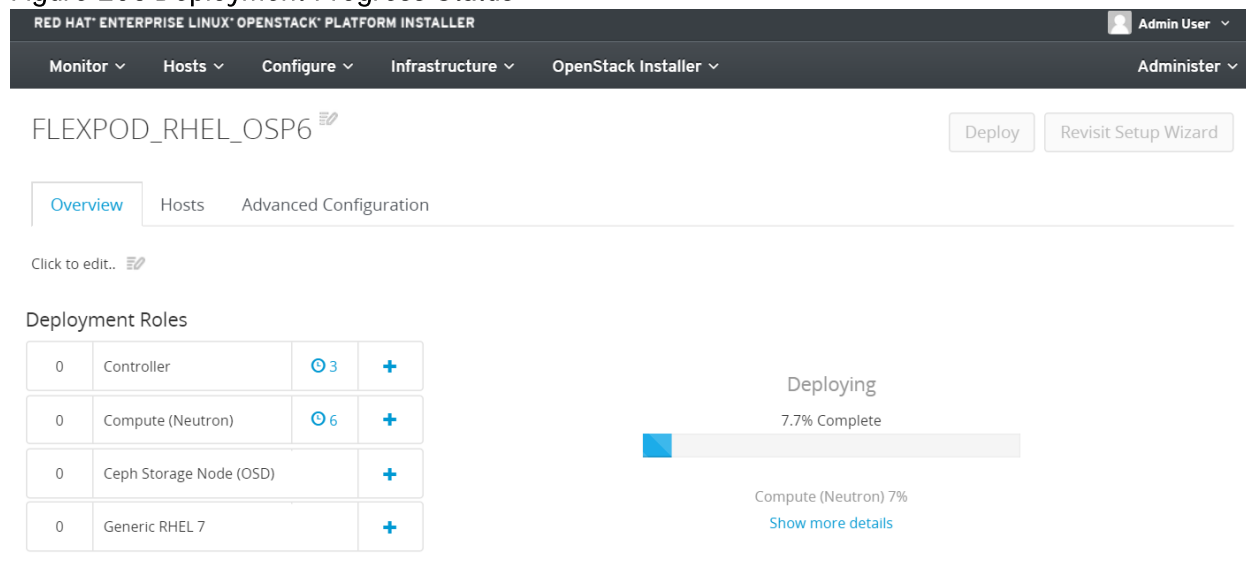 RED HAT® ENTERPRISE LINUX® OPENSTACK® PLATFORM INSTALLER
Admin User
Monitor Hosts Configure Infrastructure OpenStack Installer Administer
FLEXPOD_RHEL_OSP6
Deploy Revisit Setup Wizard
Overview Hosts Advanced Configuration
Click to edit..
Deployment Roles
0 Controller 3 +
0 Compute (Neutron) 6 +
0 Ceph Storage Node (OSD) +
0 Generic RHEL 7 +
Deploying
7.7% Complete
Compute (Neutron) 7%
Show more details